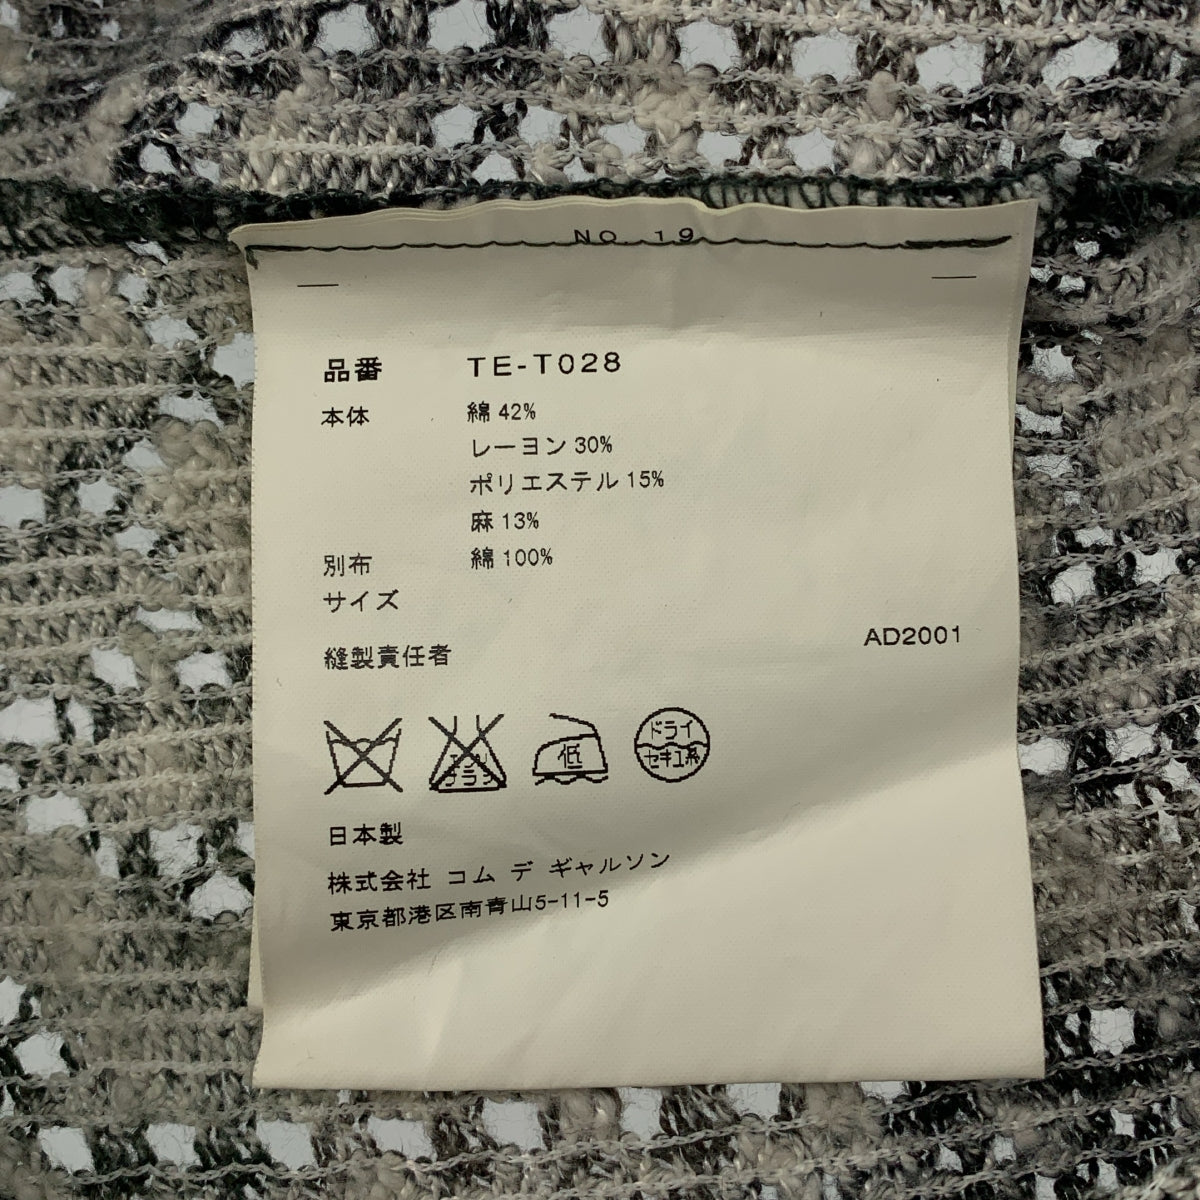 NO. 19
品番 TE-T028
本体 綿 42%
レーヨン 30%
ポリエステル 15%
麻 13%
別布 綿 100%
サイズ
AD2001
縫製責任者
低
ドライ
セキユ系
日本製
株式会社 コム デ ギャルソン
東京都港区南青山5-11-5